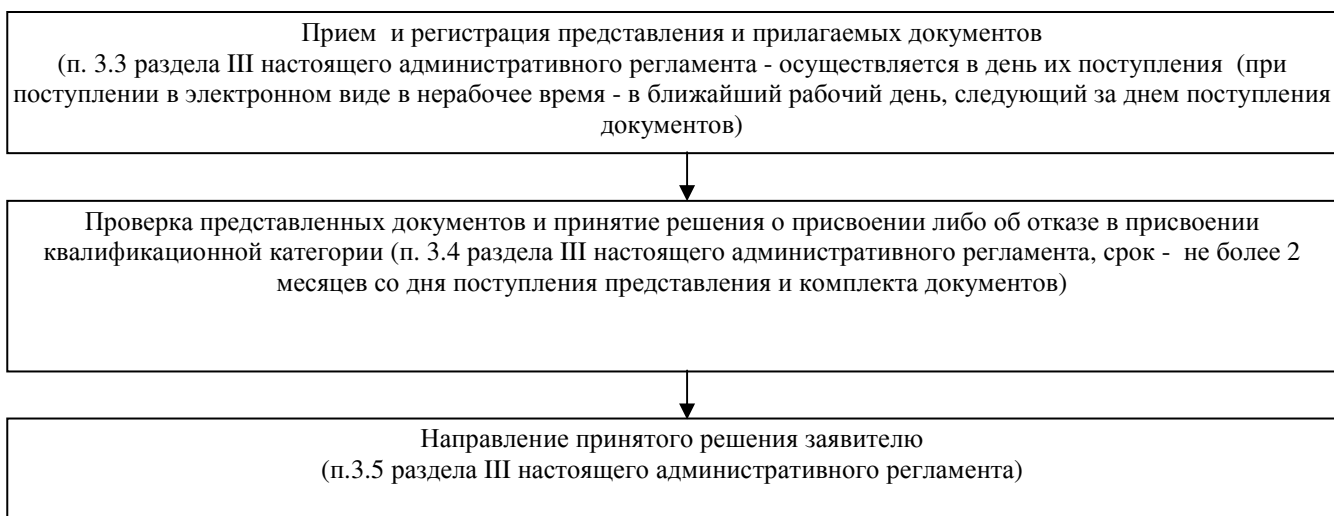 Прием и регистрация представления и прилагаемых документов
(п. 3.3 раздела III настоящего административного регламента - осуществляется в день их поступления (при
поступлении в электронном виде в нерабочее время - в ближайший рабочий день, следующий за днем поступления
документов)
Проверка представленных документов и принятие решения о присвоении либо об отказе в присвоении
квалификационной категории (п. 3.4 раздела III настоящего административного регламента, срок - не более 2
месяцев со дня поступления представления и комплекта документов)
Направление принятого решения заявителю
(п.3.5 раздела III настоящего административного регламента)